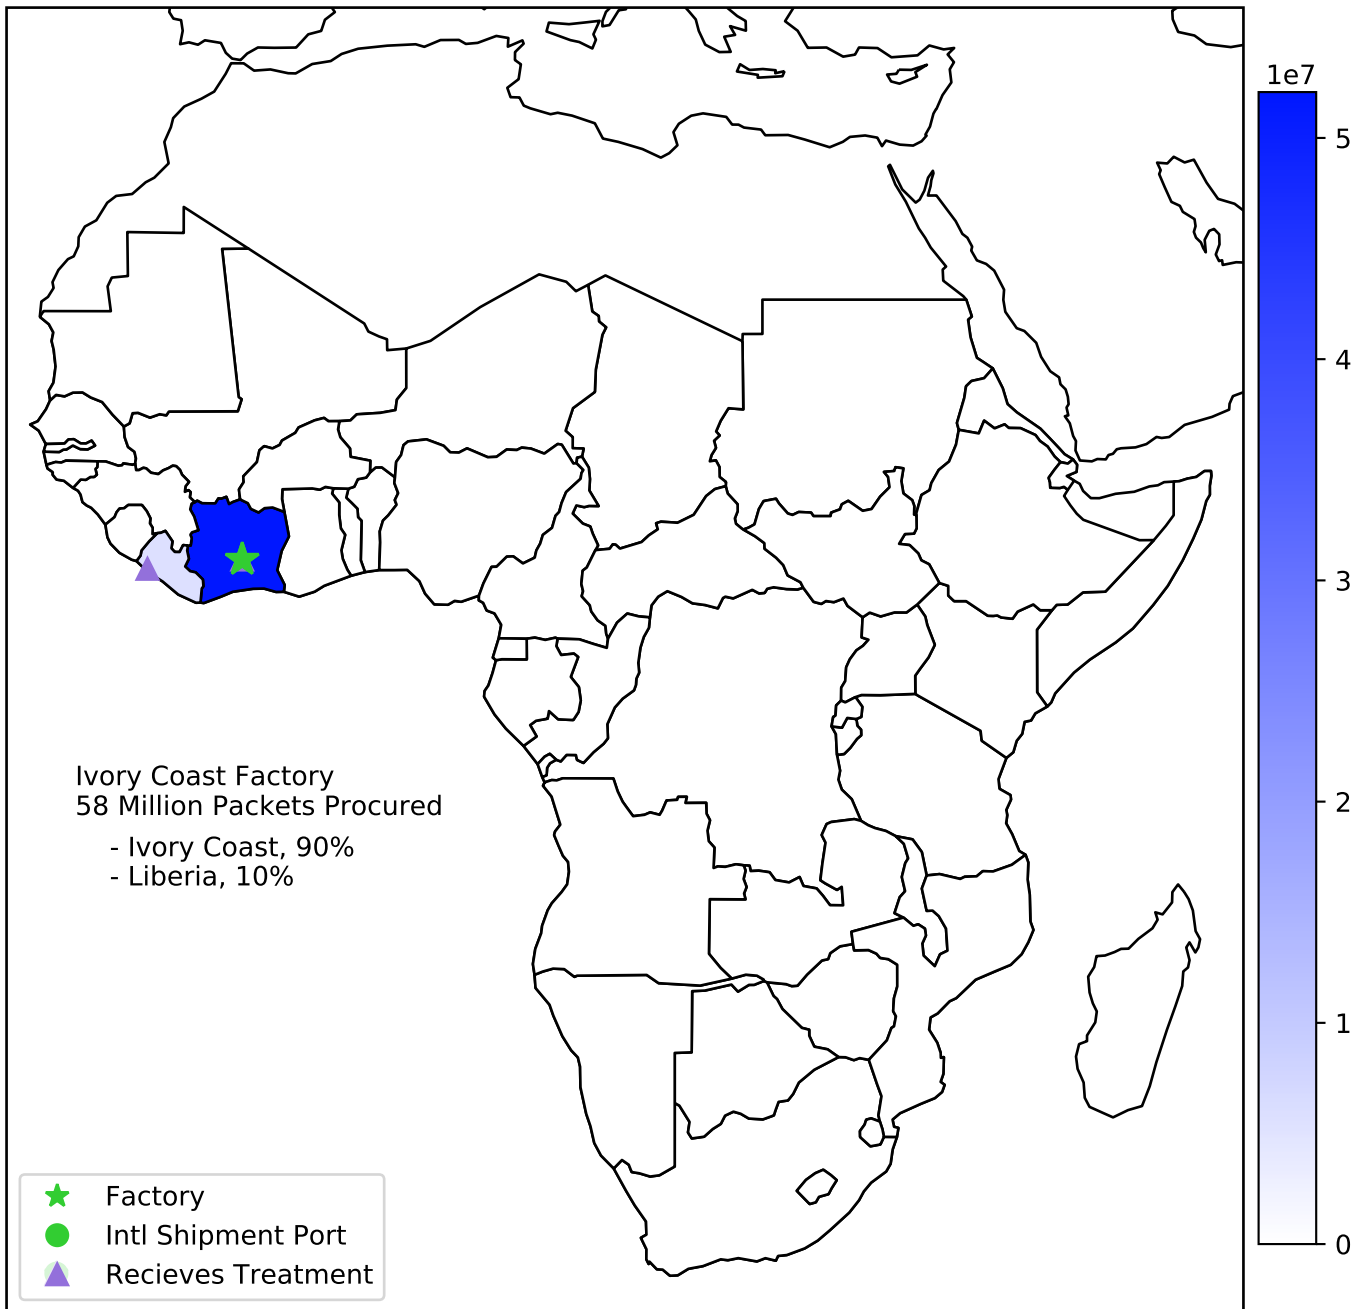 1e7
5
4
3
2
1
0
Ivory Coast Factory
58 Million Packets Procured
- Ivory Coast, 90%
- Liberia, 10%
Factory
Intl Shipment Port
Recieves Treatment